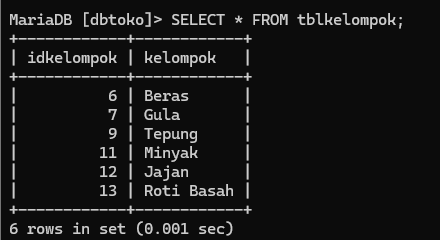 MariaDB [dbtoko]> SELECT * FROM tblkelompok;
+------------+------------+
| idkelompok | kelompok   |
+------------+------------+
|          6 | Beras      |
|          7 | Gula       |
|          9 | Tepung     |
|         11 | Minyak     |
|         12 | Jajan      |
|         13 | Roti Basah |
+------------+------------+
6 rows in set (0.001 sec)